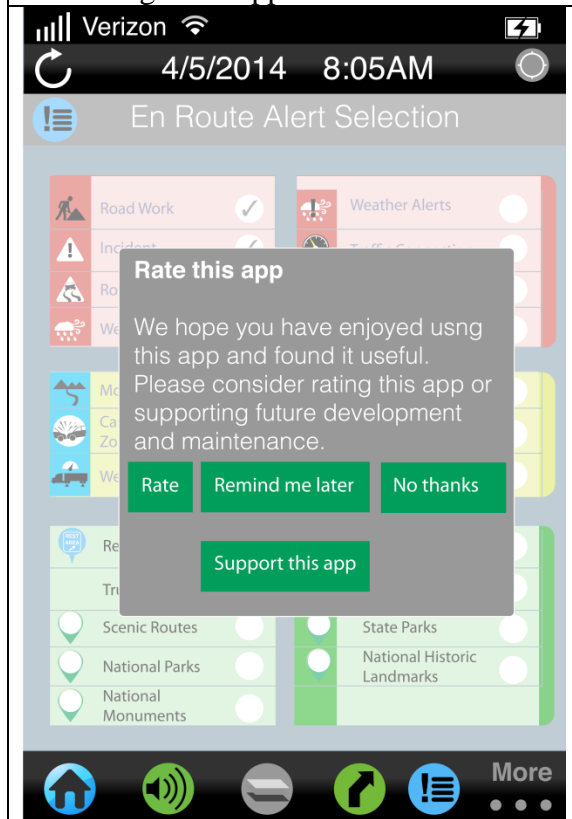 Verizon
4/5/2014 8:05AM
En Route Alert Selection
Road Work
Weather Alerts
Rate this app
We hope you have enjoyed usng
this app and found it useful.
Please consider rating this app or
supporting future development
and maintenance.
Rate Remind me later No thanks
Support this app
Scenic Routes
State Parks
National Parks
National Historic
Landmarks
National
Monuments
More